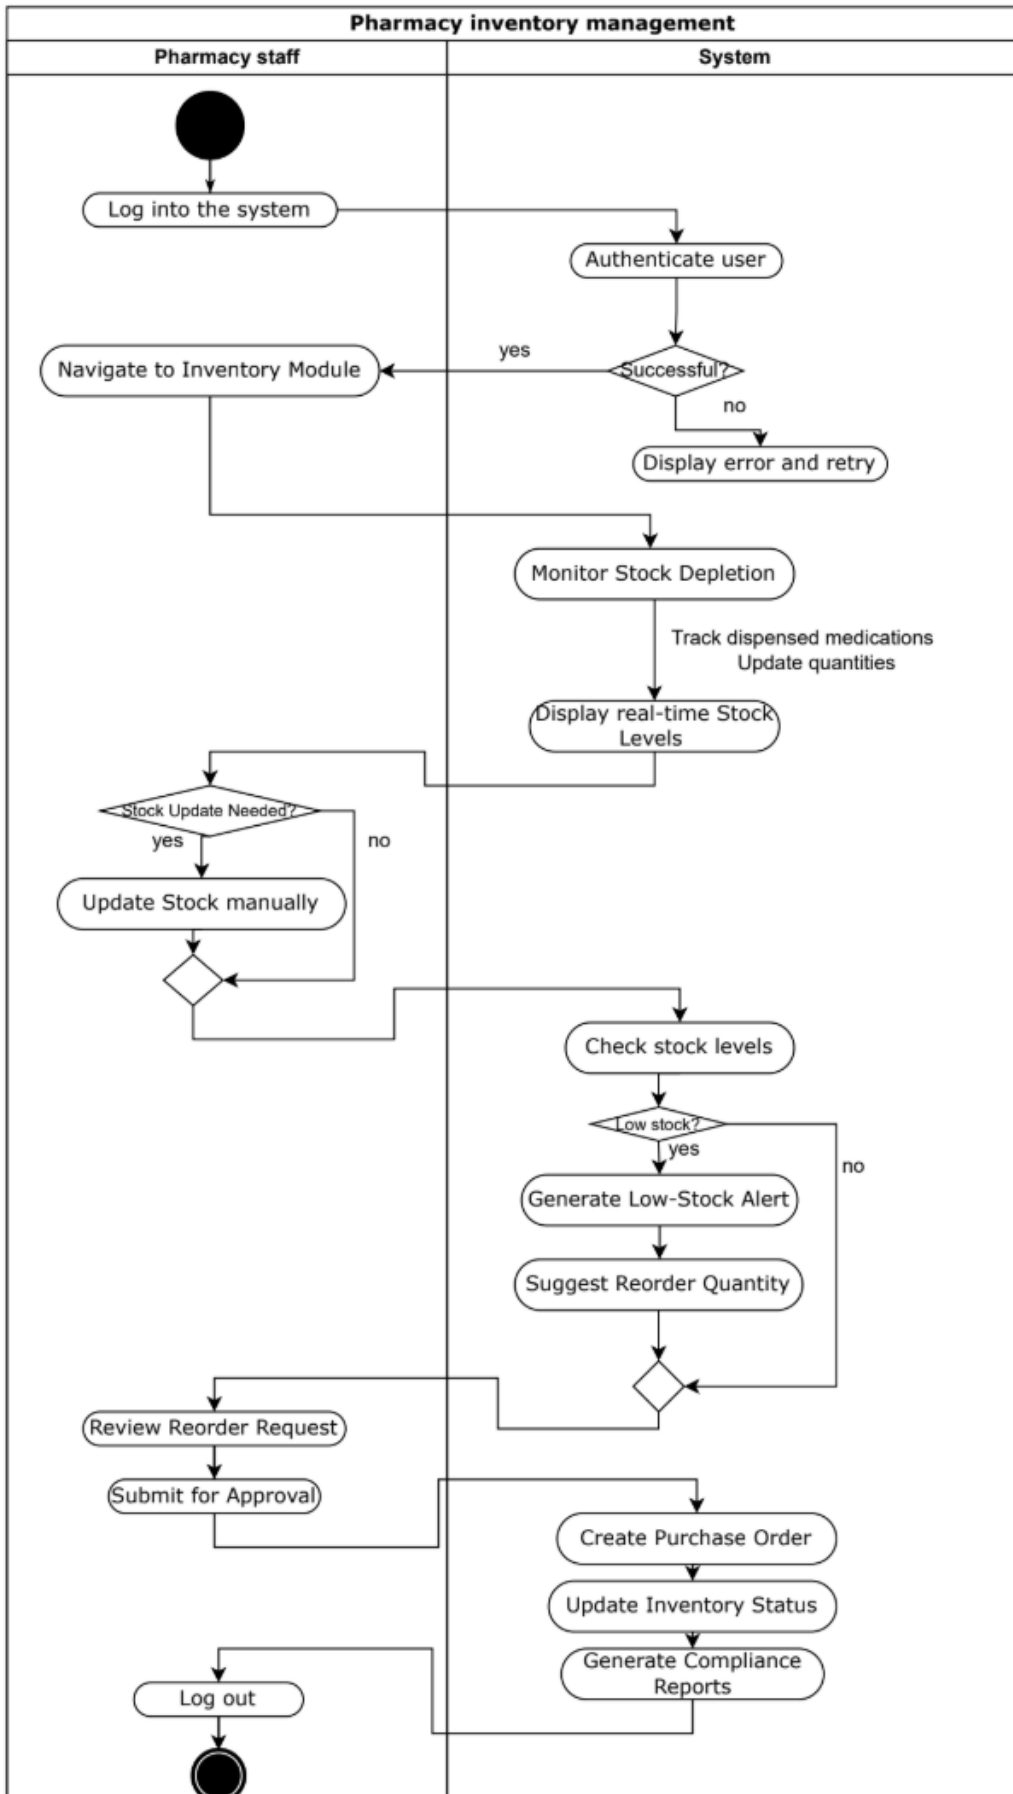 Pharmacy inventory management
Pharmacy staff
System
Log into the system
Authenticate user
Successful?
yes
Navigate to Inventory Module
no
Display error and retry
Monitor Stock Depletion
Track dispensed medications
Update quantities
Display real-time Stock
Levels
Stock Update Needed?
yes
no
Update Stock manually
Check stock levels
Low stock?
yes
no
Generate Low-Stock Alert
Suggest Reorder Quantity
Review Reorder Request
Submit for Approval
Create Purchase Order
Update Inventory Status
Generate Compliance
Reports
Log out